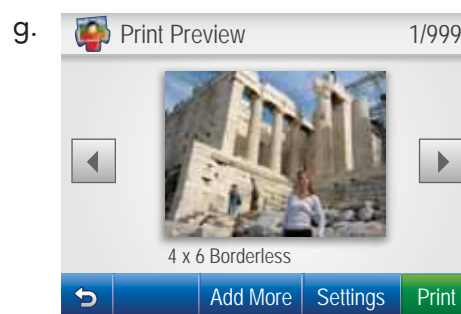 g.
Print Preview 1/999
4 x 6 Borderless
Add More Settings Print